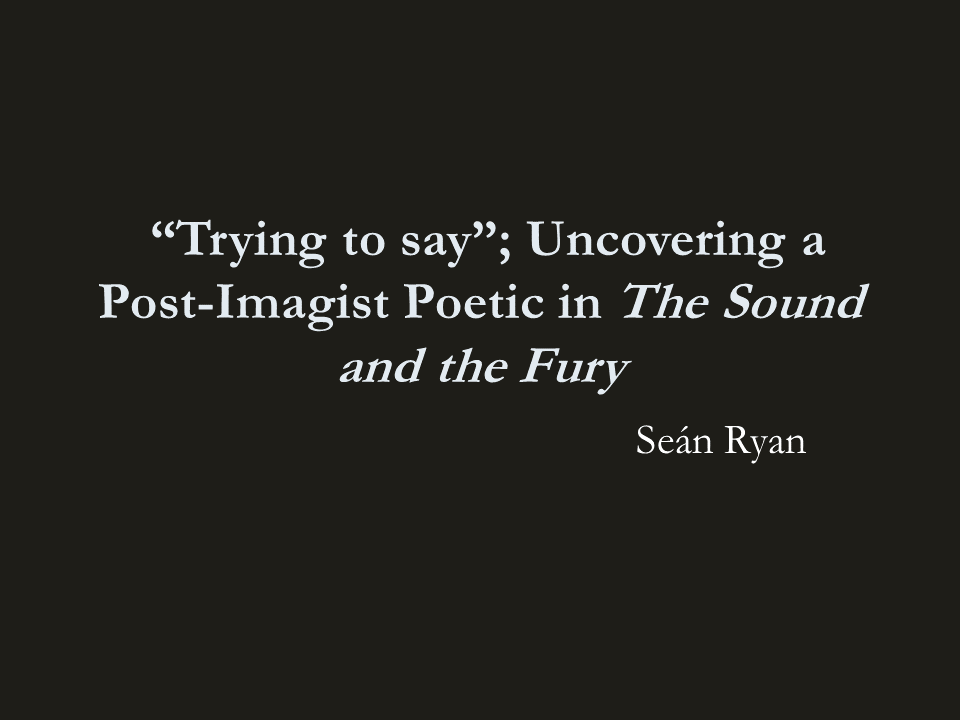 “Trying to say”; Uncovering a
Post-Imagist Poetic in The Sound
and the Fury
Seán Ryan